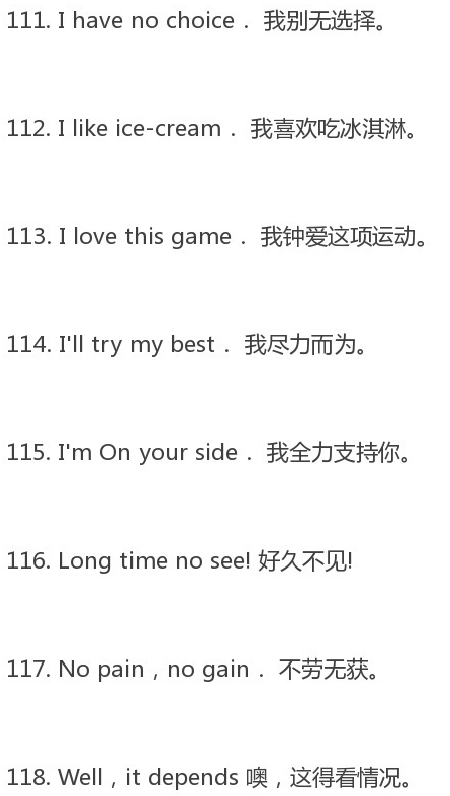 111. I have no choice． 我别无选择。
112. I like ice-cream． 我喜欢吃冰淇淋。
113. I love this game． 我钟爱这项运动。
114. I'll try my best． 我尽力而为。
115. I'm On your side． 我全力支持你。
116. Long time no see! 好久不见!
117. No pain，no gain． 不劳无获。
118. Well，it depends 噢，这得看情况。